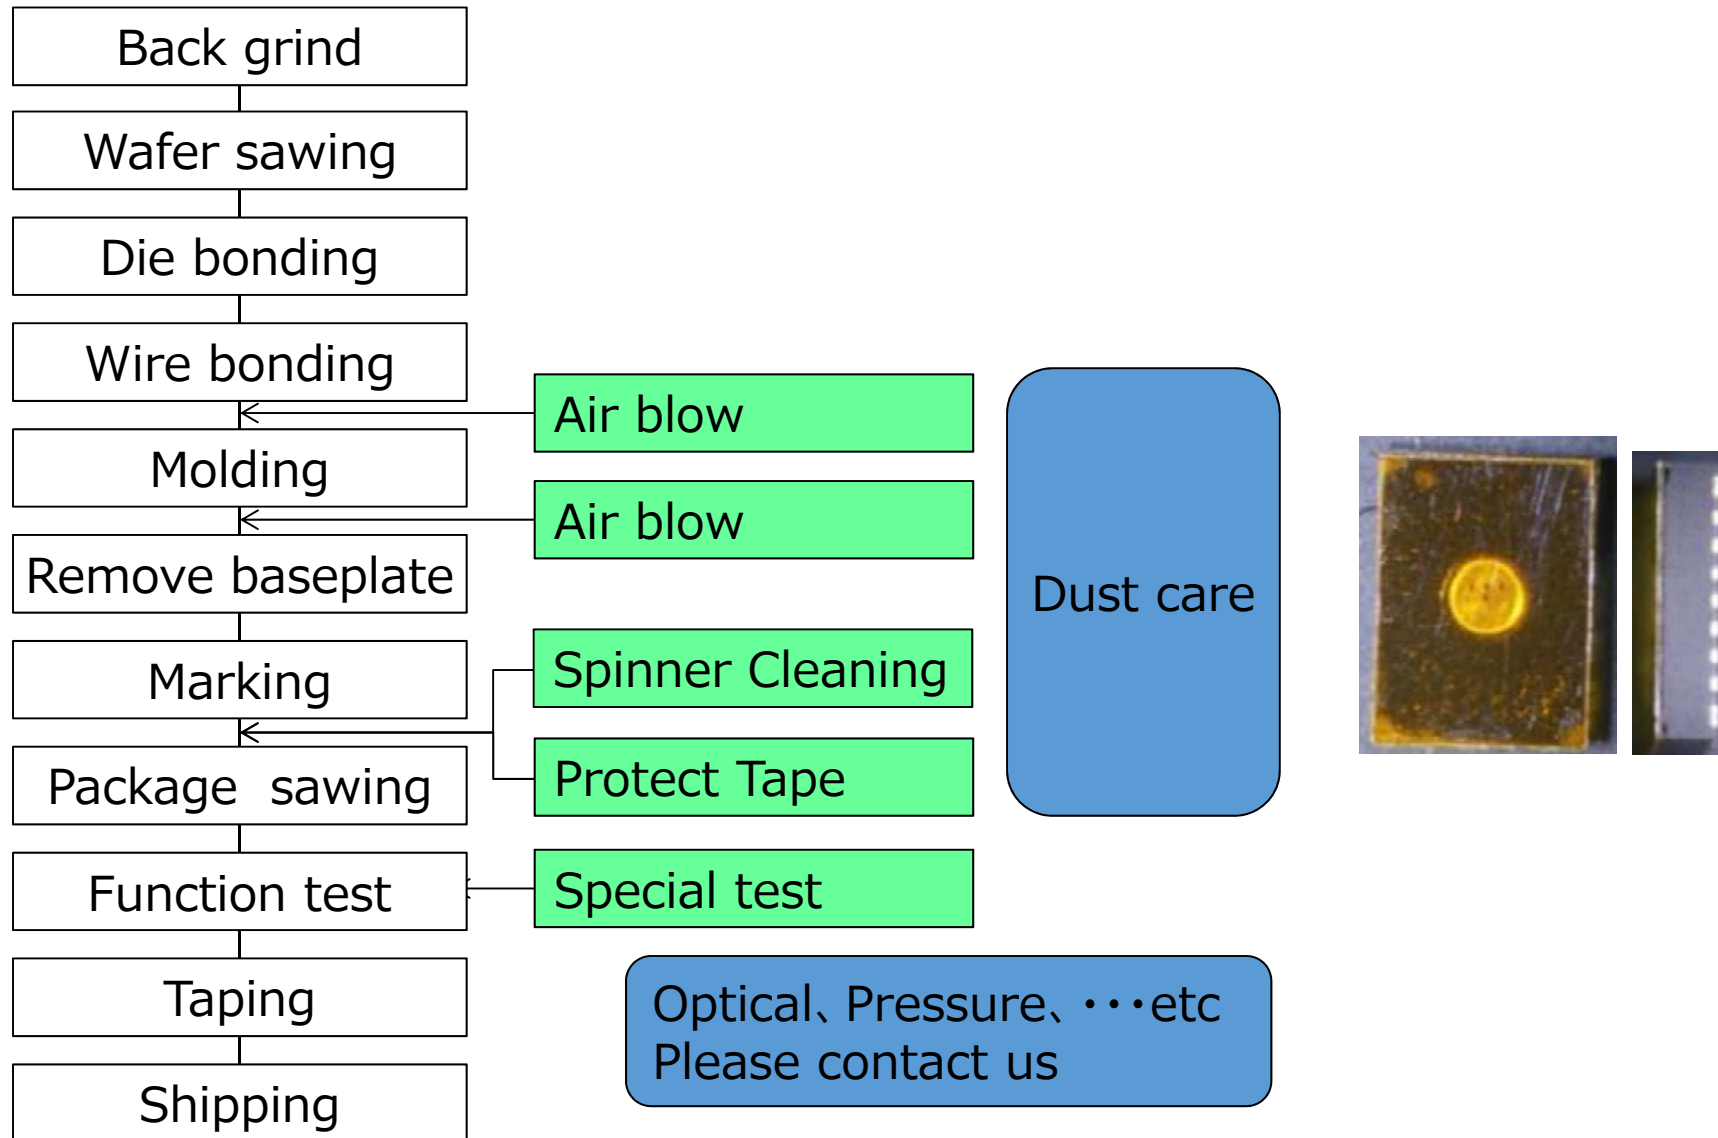 Back grind
Wafer sawing
Die bonding
Wire bonding
Molding
Remove baseplate
Marking
Package  sawing
Function test
Taping
Shipping
Air blow
Air blow
Spinner Cleaning
Protect Tape
Special test
Dust care
Optical、Pressure、・・・etc
Please contact us